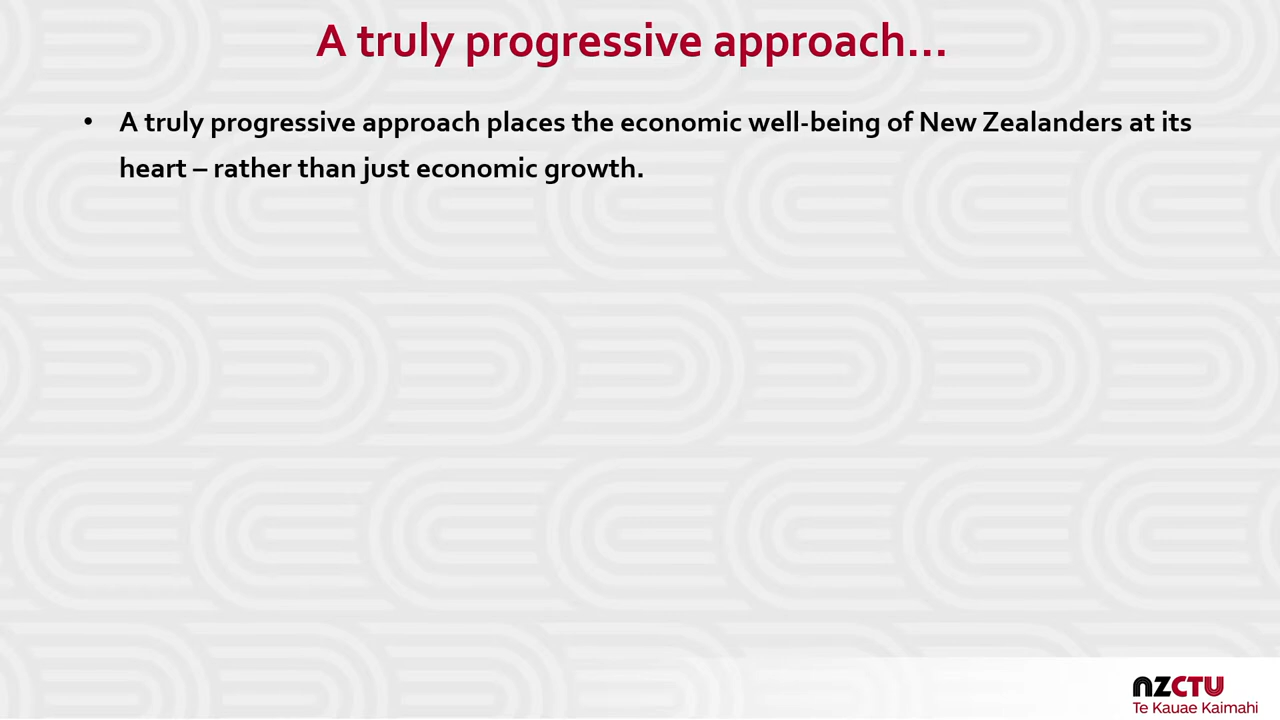 A truly progressive approach…
• A truly progressive approach places the economic well-being of New Zealanders at its
heart – rather than just economic growth.
NZCTU
Te Kauae Kaimahi